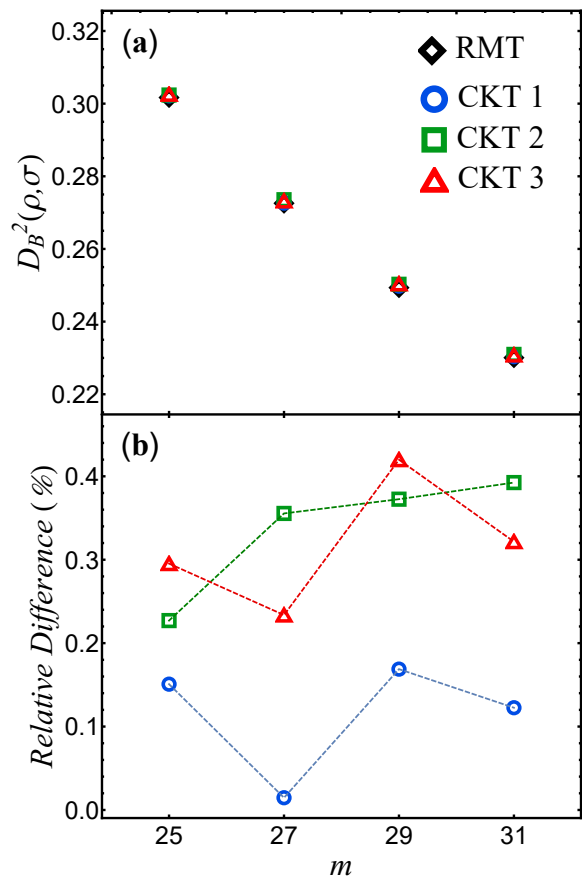 (a)
RMT
CKT 1
CKT 2
CKT 3
0.32
0.30
0.28
0.26
0.24
0.22
D_B^2(ρ,σ)
(b)
0.4
0.3
0.2
0.1
0.0
Relative Difference (%)
25 27 29 31
m